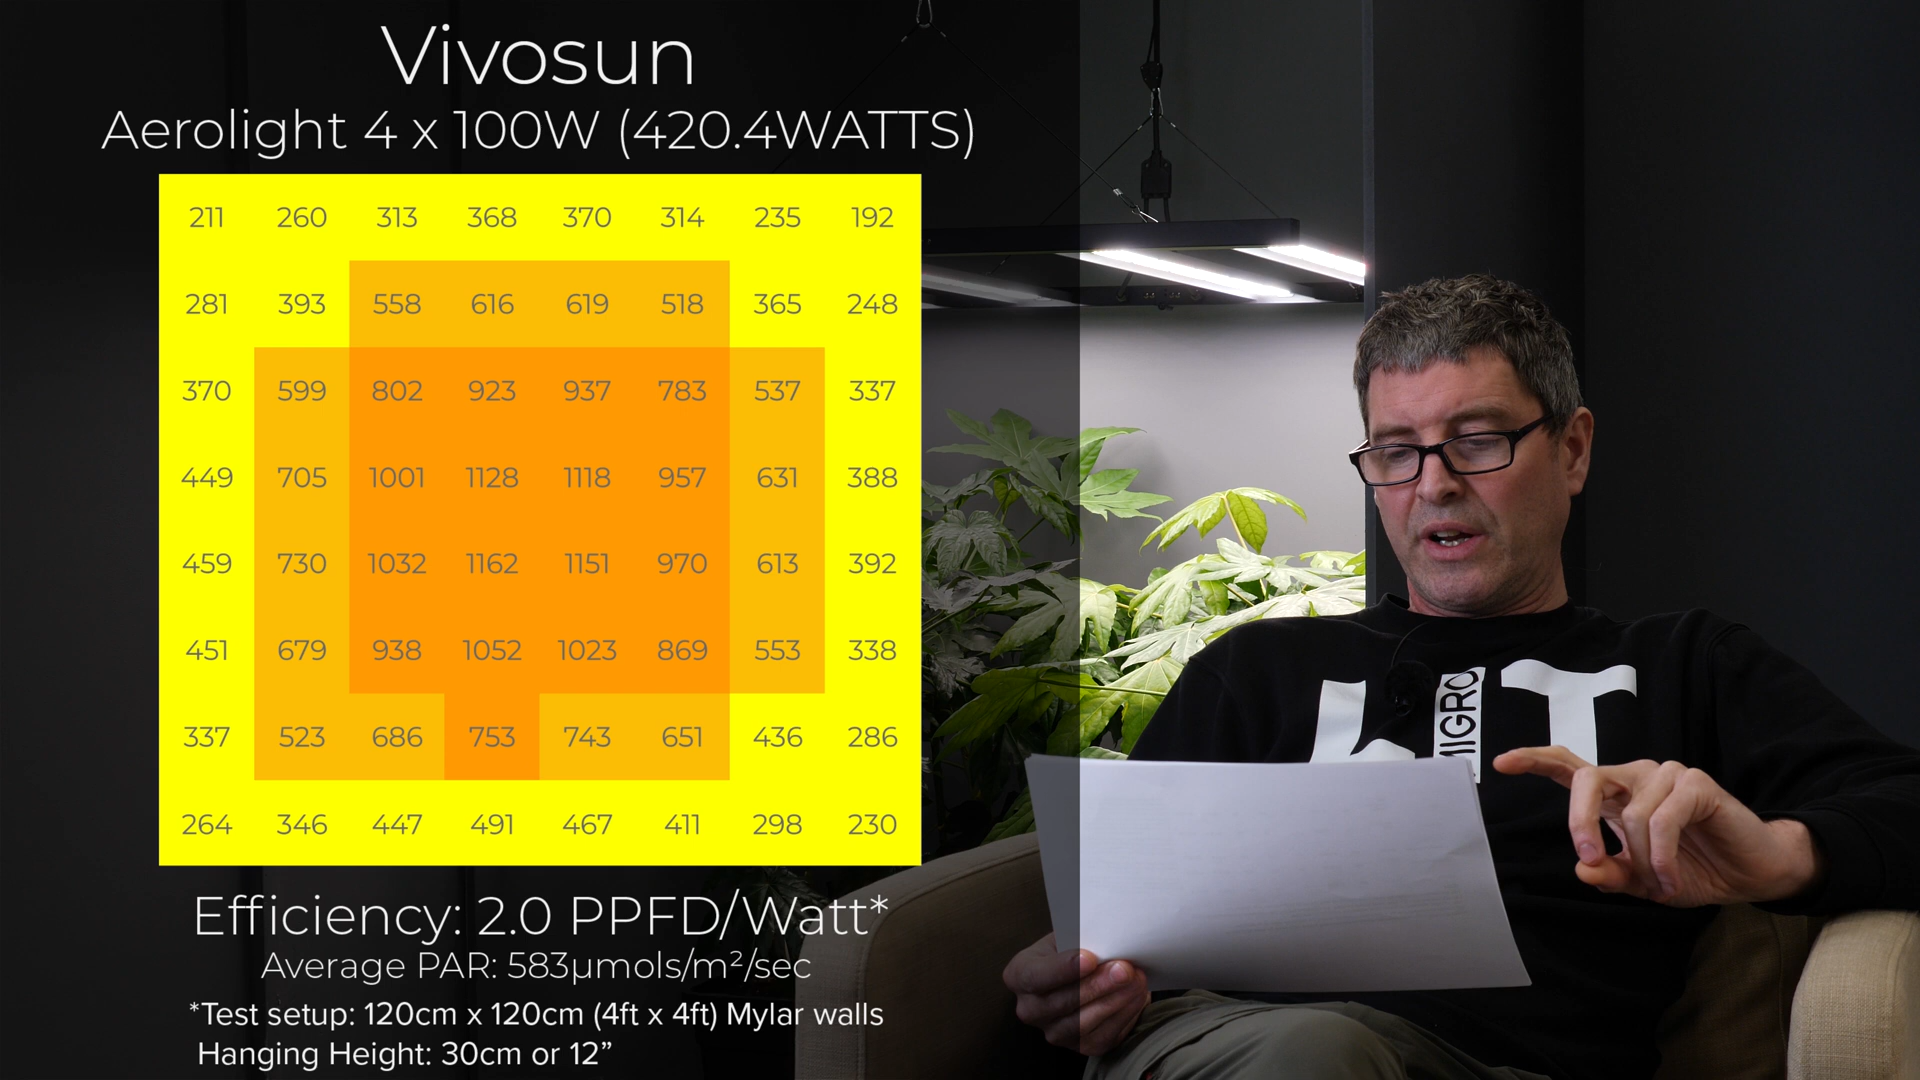 Vivosun
Aerolight 4 x 100W (420.4WATTS)
211 260 313 368 370 314 235 192
281 393 558 616 619 518 365 248
370 599 802 923 937 783 537 337
449 705 1001 1128 1118 957 631 388
459 730 1032 1162 1151 970 613 392
451 679 938 1052 1023 869 553 338
337 523 686 753 743 651 436 286
264 346 447 491 467 411 298 230
Efficiency: 2.0 PPFD/Watt*
Average PAR: 583µmols/m²/sec
*Test setup: 120cm x 120cm (4ft x 4ft) Mylar walls
Hanging Height: 30cm or 12”
MIGRO